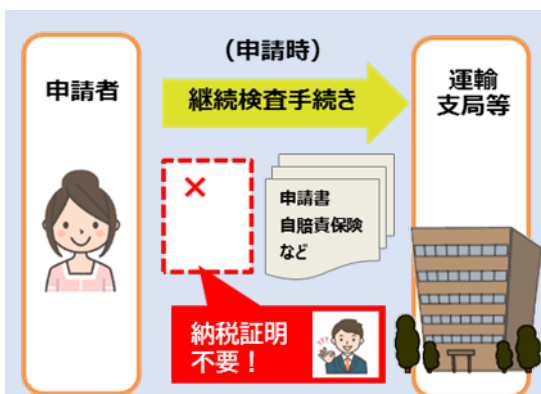 (申請時)
申請者
継続検査手続き
運輸
支局等
×
申請書
自賠責保険
など
納税証明
不要！